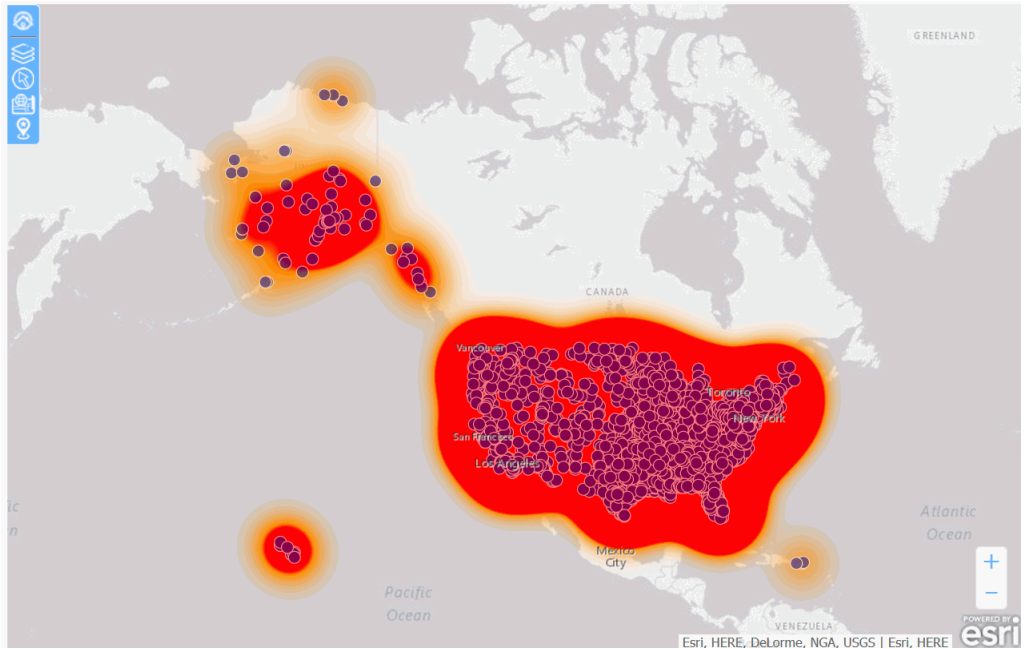 GREENLAND
CANADA
Vancouver
Toronto
New York
San Francisco
Los Angeles
Atlantic
Ocean
Mexico
City
Pacific
Ocean
VENEZUELA
+
−
POWERED BY
esri
Esri, HERE, DeLorme, NGA, USGS | Esri, HERE